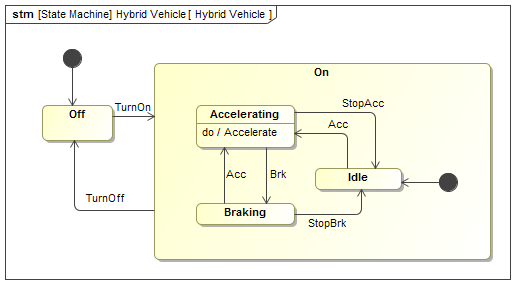 stm [State Machine] Hybrid Vehicle [ Hybrid Vehicle ]
On
TurnOn
StopAcc
Off
Accelerating
do / Accelerate
Acc
Acc
Brk
Idle
TurnOff
Braking
StopBrk